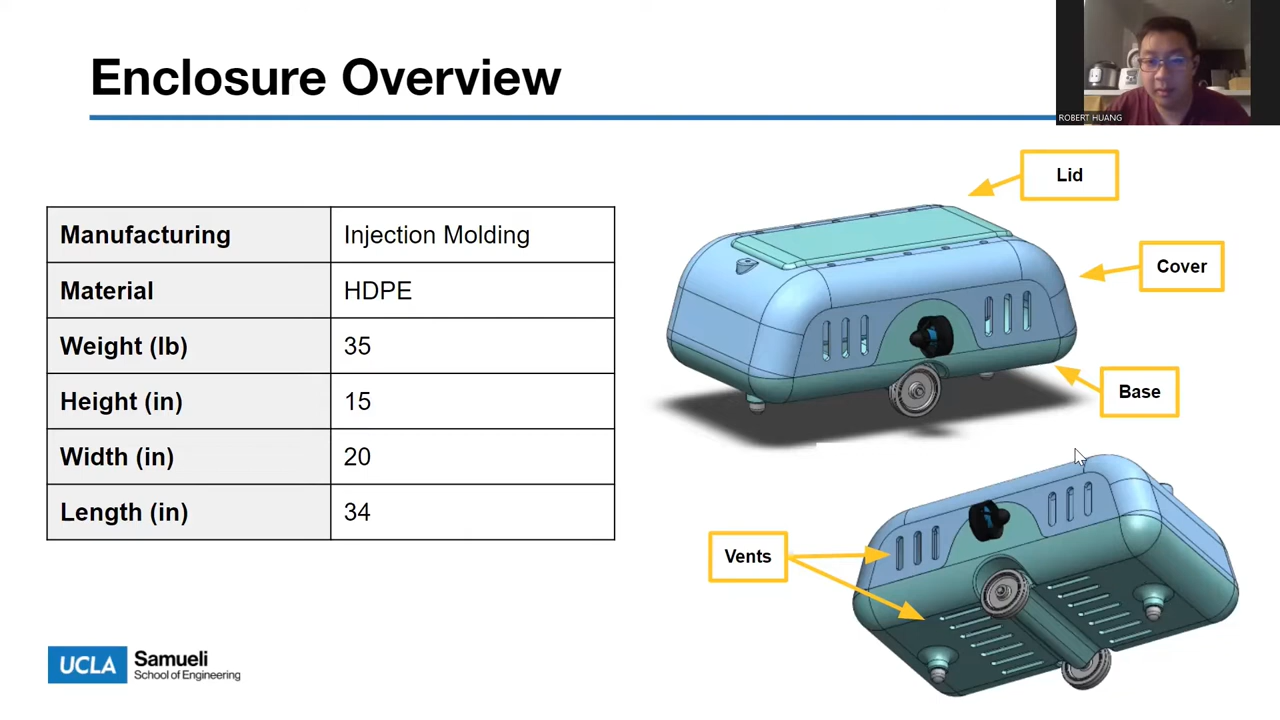 Enclosure Overview
ROBERT HUANG
Manufacturing Injection Molding
Material HDPE
Weight (lb) 35
Height (in) 15
Width (in) 20
Length (in) 34
Lid
Cover
Base
Vents
UCLA Samueli
School of Engineering